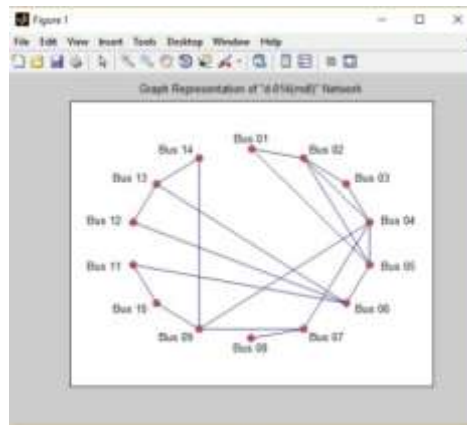 Figure 1
File Edit View Insert Tools Desktop Window Help
Graph Representation of "d-014(mdl)" Network
Bus 14
Bus 01
Bus 02
Bus 13
Bus 03
Bus 12
Bus 04
Bus 11
Bus 05
Bus 10
Bus 06
Bus 09
Bus 08
Bus 07